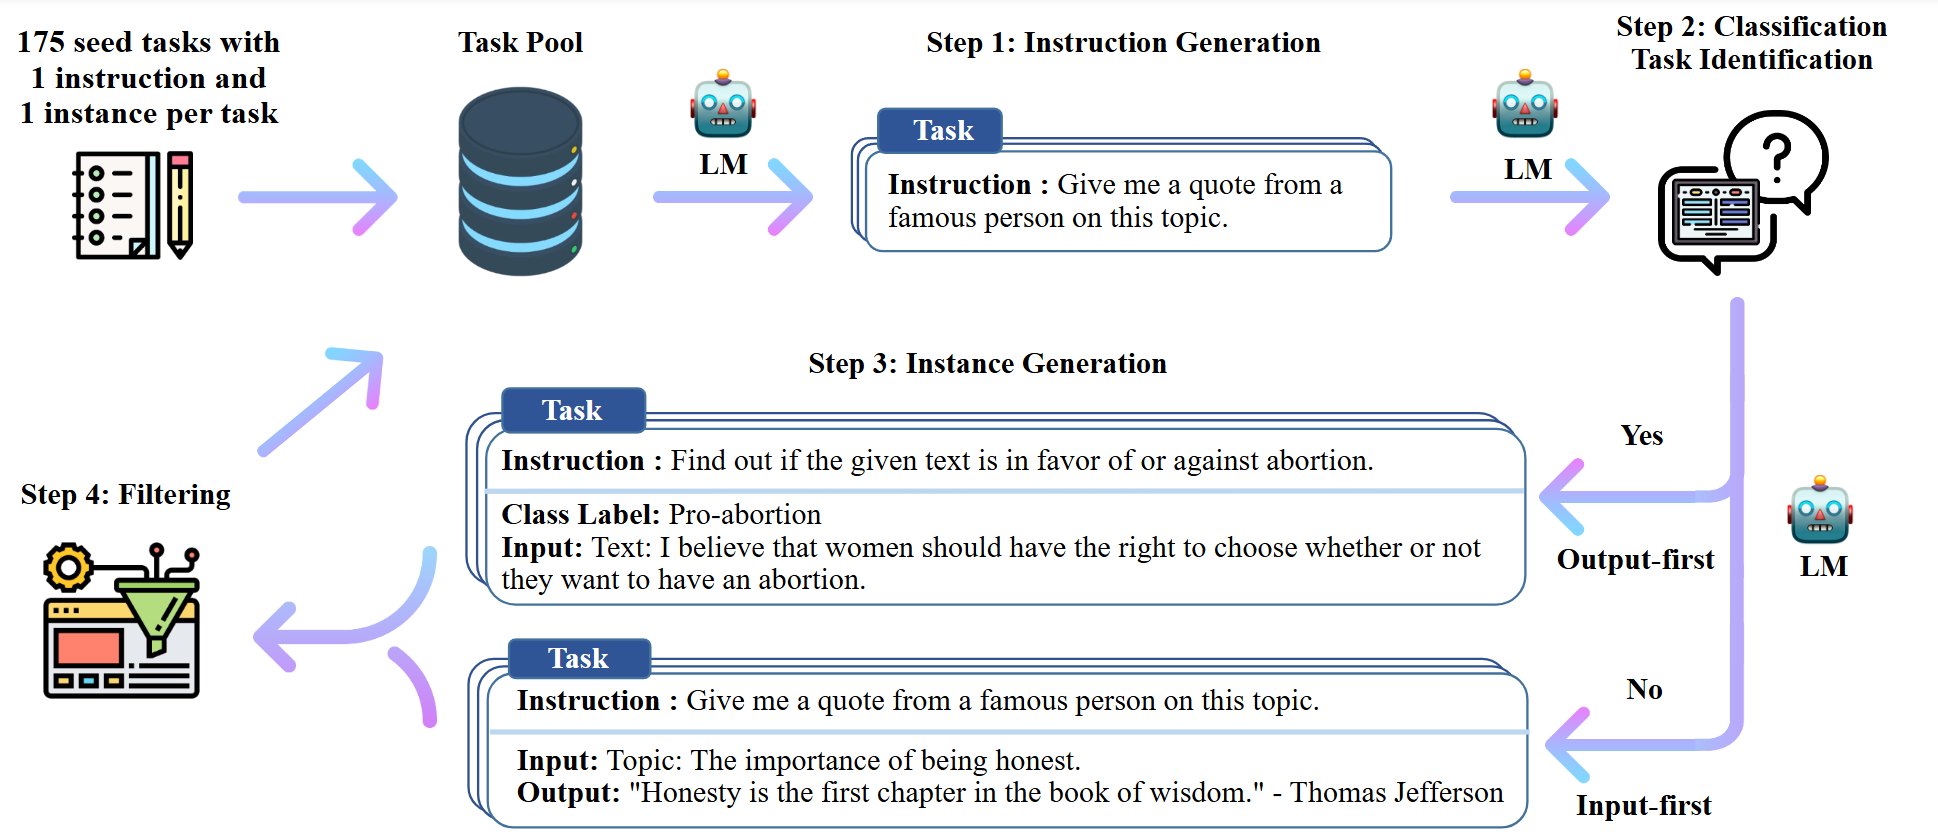 175 seed tasks with
1 instruction and
1 instance per task
Task Pool
LM
Step 1: Instruction Generation
Task
Instruction : Give me a quote from a
famous person on this topic.
LM
Step 2: Classification
Task Identification
Step 3: Instance Generation
Task
Instruction : Find out if the given text is in favor of or against abortion.
Class Label: Pro-abortion
Input: Text: I believe that women should have the right to choose whether or not
they want to have an abortion.
Yes
Output-first
LM
Step 4: Filtering
Task
Instruction : Give me a quote from a famous person on this topic.
Input: Topic: The importance of being honest.
Output: "Honesty is the first chapter in the book of wisdom." - Thomas Jefferson
No
Input-first